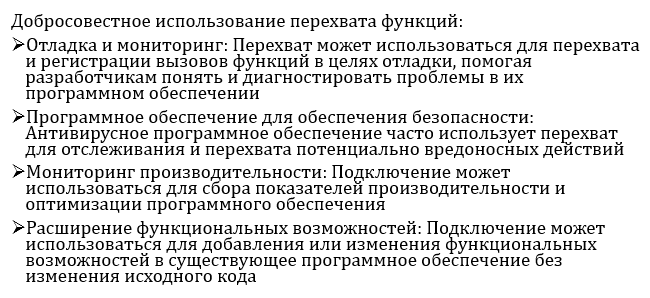 Добросовестное использование перехвата функций:
➢Отладка и мониторинг: Перехват может использоваться для перехвата
и регистрации вызовов функций в целях отладки, помогая
разработчикам понять и диагностировать проблемы в их
программном обеспечении
➢Программное обеспечение для обеспечения безопасности:
Антивирусное программное обеспечение часто использует перехват
для отслеживания и перехвата потенциально вредоносных действий
➢Мониторинг производительности: Подключение может
использоваться для сбора показателей производительности и
оптимизации программного обеспечения
➢Расширение функциональных возможностей: Подключение может
использоваться для добавления или изменения функциональных
возможностей в существующее программное обеспечение без
изменения исходного кода